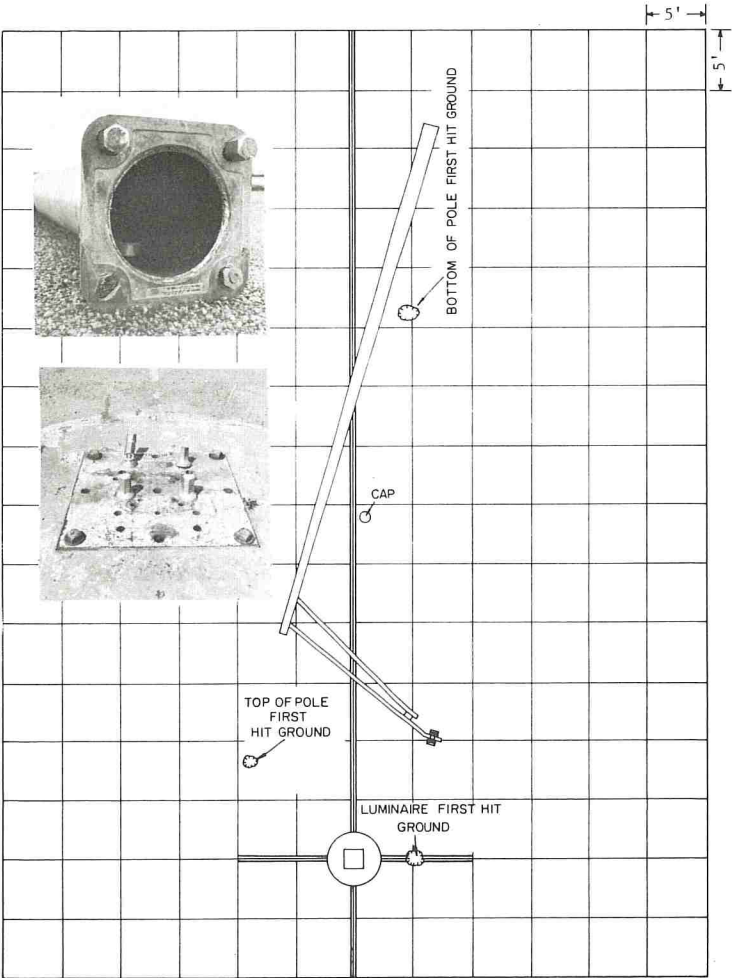 5'
5'
BOTTOM OF POLE FIRST HIT GROUND
CAP
TOP OF POLE
FIRST
HIT GROUND
LUMINAIRE FIRST HIT
GROUND